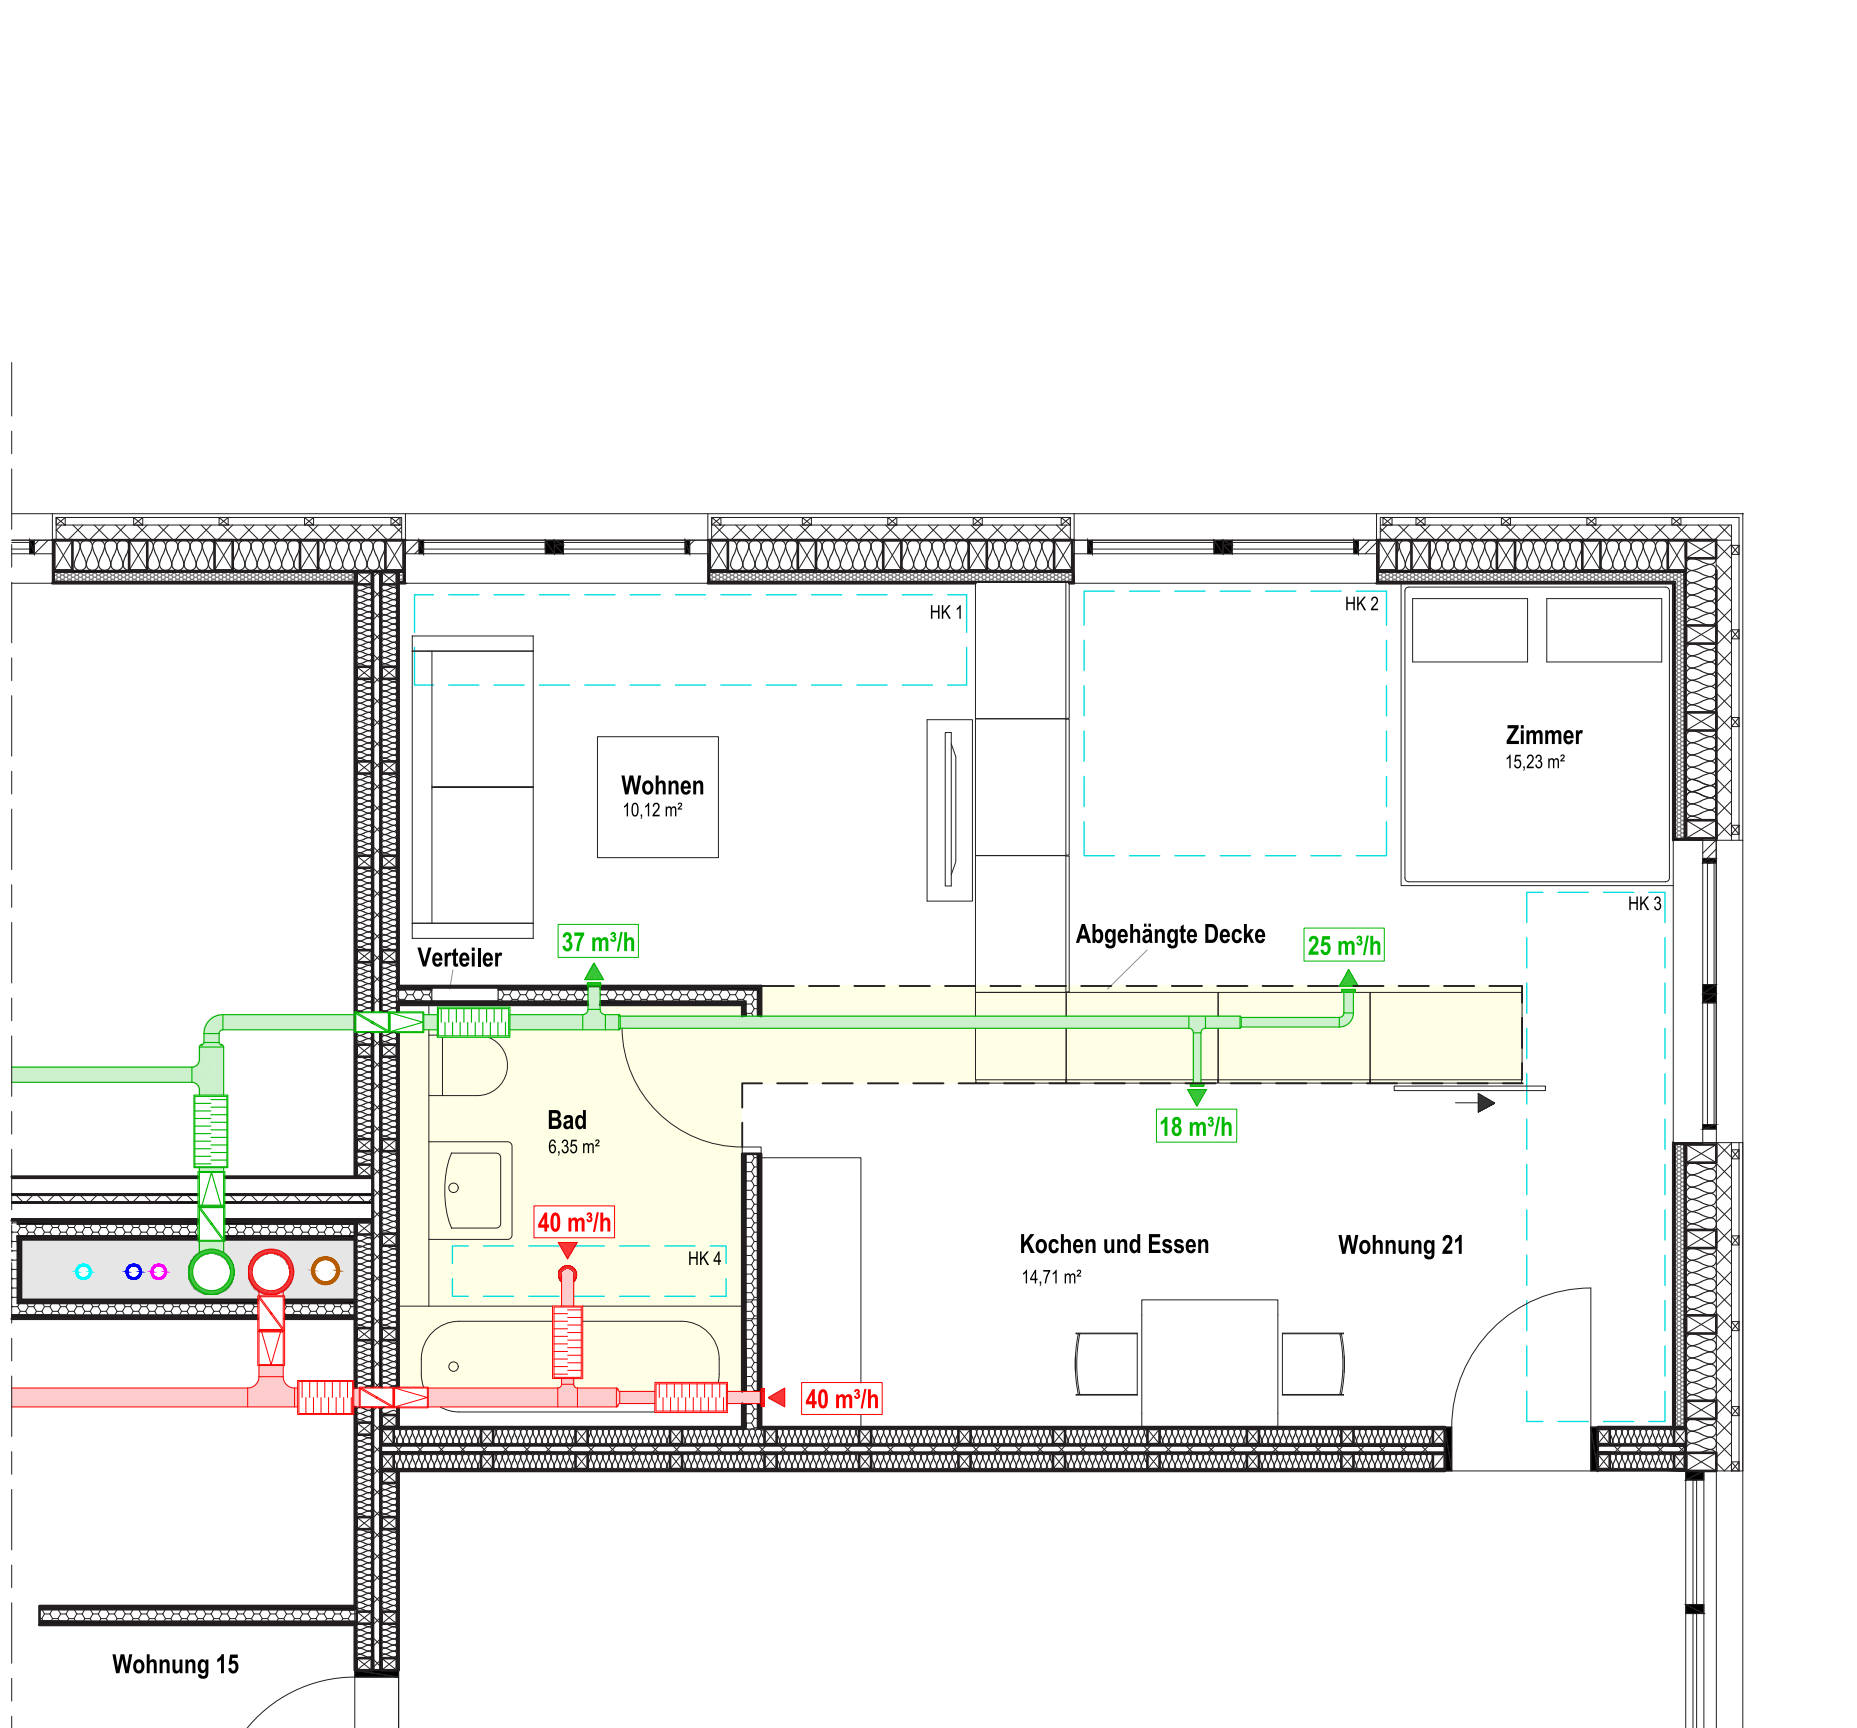 HK 1
HK 2
Zimmer
15,23 m²
Wohnen
10,12 m²
HK 3
Abgehängte Decke
37 m³/h
25 m³/h
Verteiler
Bad
6,35 m²
18 m³/h
40 m³/h
HK 4
Kochen und Essen
14,71 m²
Wohnung 21
40 m³/h
Wohnung 15